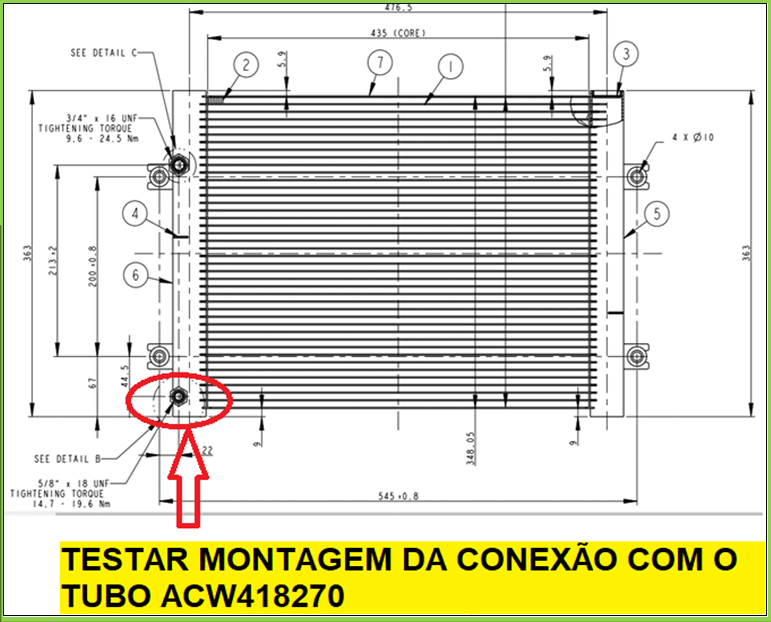 476.5
435 (CORE)
SEE DETAIL C
5.9
2
7
1
5.9
3
3/4" x 16 UNF
TIGHTENING TORQUE
9.6 - 24.5 Nm
4 X Ø10
4
5
363
213±2
200±0.8
6
363
67
44.5
SEE DETAIL B
22
9
348.05
9
5/8" x 18 UNF
TIGHTENING TORQUE
14.7 - 19.6 Nm
545±0.8
TESTAR MONTAGEM DA CONEXÃO COM O
TUBO ACW418270